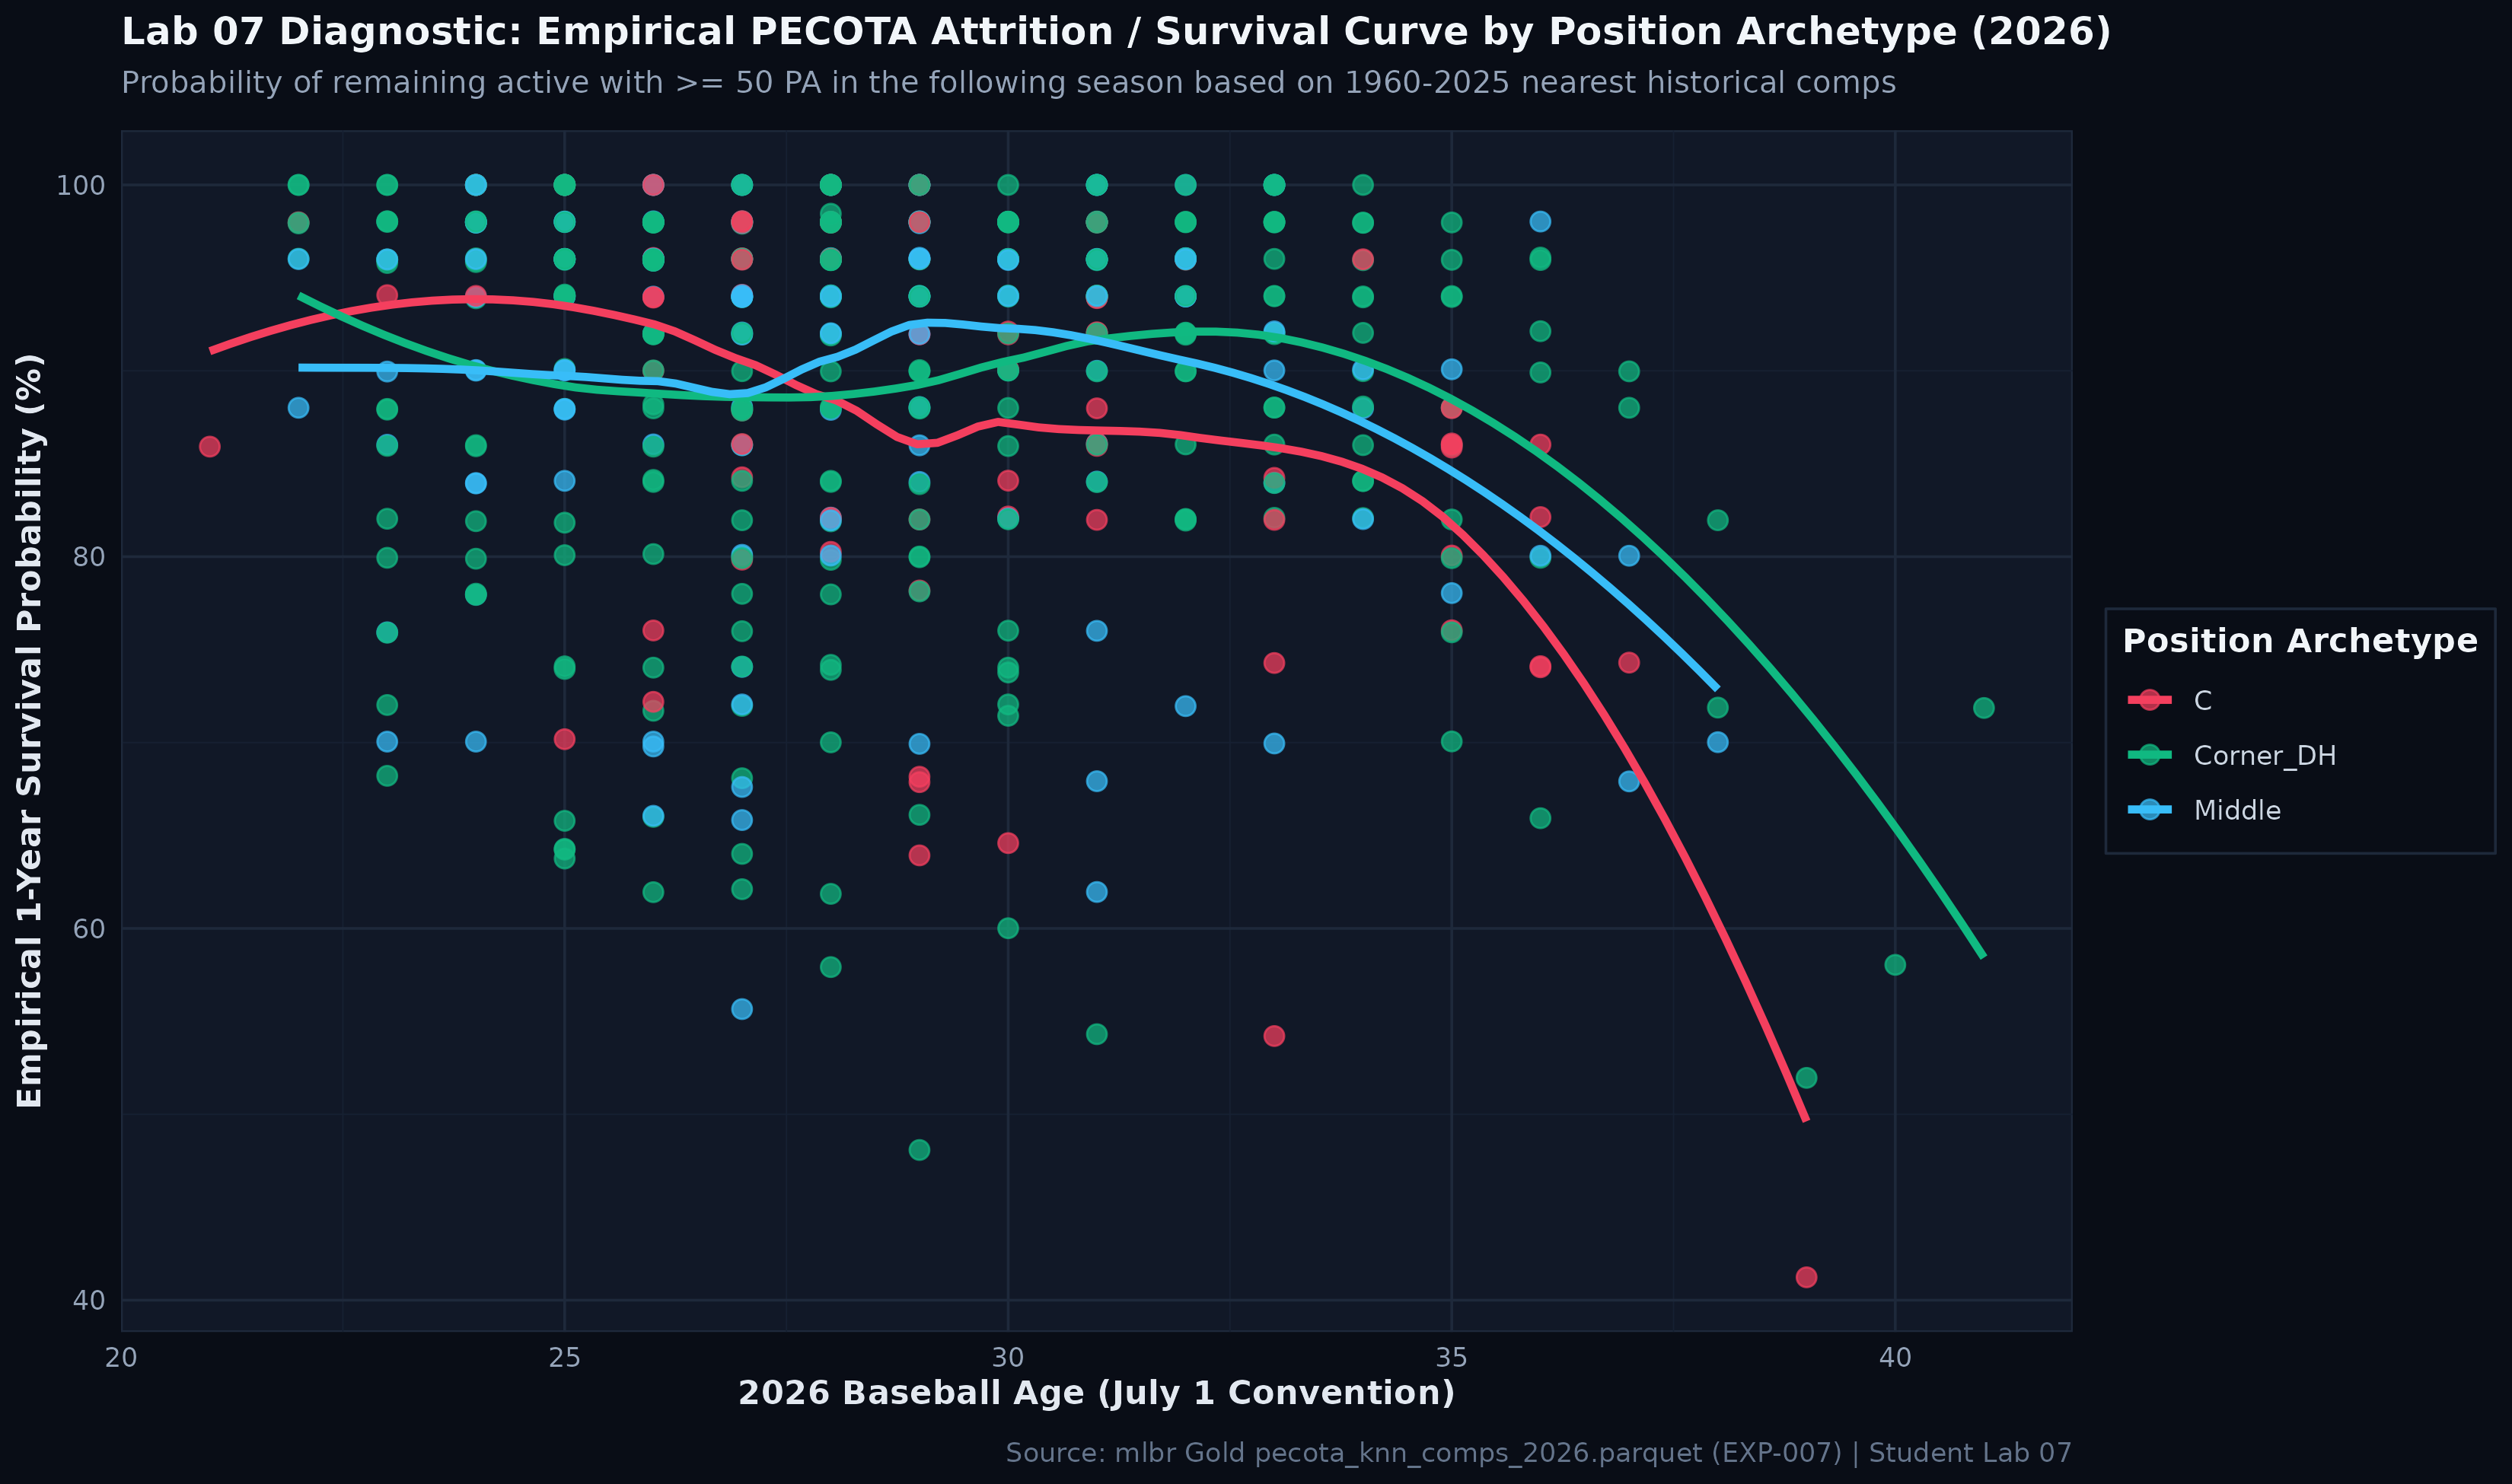 Lab 07 Diagnostic: Empirical PECOTA Attrition / Survival Curve by Position Archetype (2026)
Probability of remaining active with >= 50 PA in the following season based on 1960-2025 nearest historical comps
Empirical 1-Year Survival Probability (%)
100
80
60
40
20
25
30
35
40
2026 Baseball Age (July 1 Convention)
Position Archetype
C
Corner_DH
Middle
Source: mlbr Gold pecota_knn_comps_2026.parquet (EXP-007) | Student Lab 07